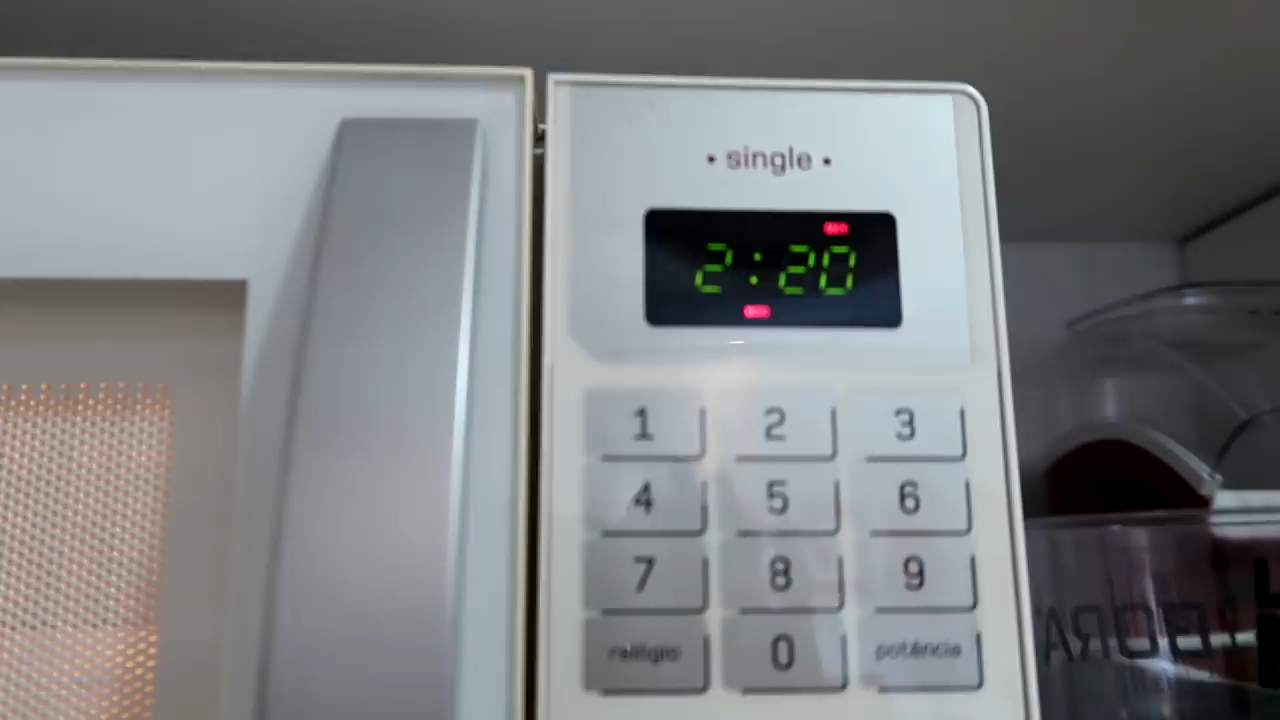 • single •
2:20
1 2 3
4 5 6
7 8 9
relógio 0 potência